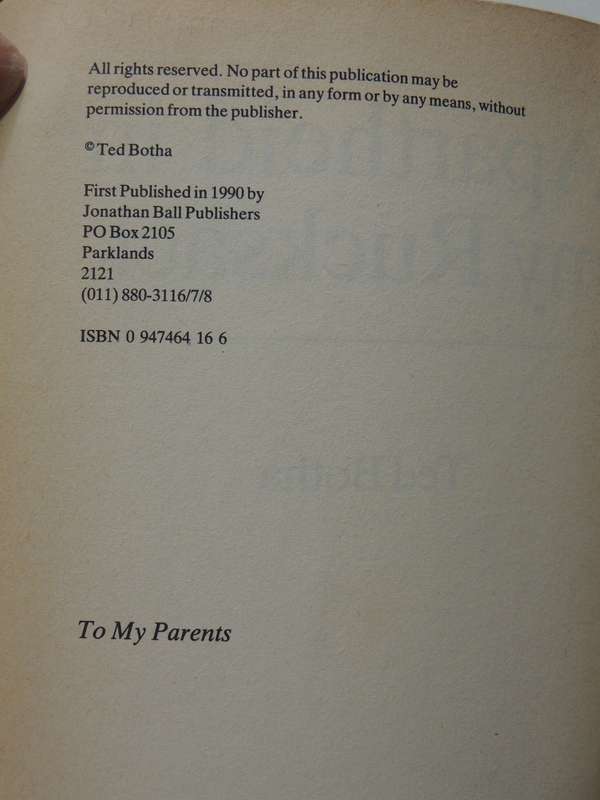 All rights reserved. No part of this publication may be
reproduced or transmitted, in any form or by any means, without
permission from the publisher.
© Ted Botha
First Published in 1990 by
Jonathan Ball Publishers
PO Box 2105
Parklands
2121
(011) 880-3116/7/8
ISBN 0 947464 16 6
To My Parents